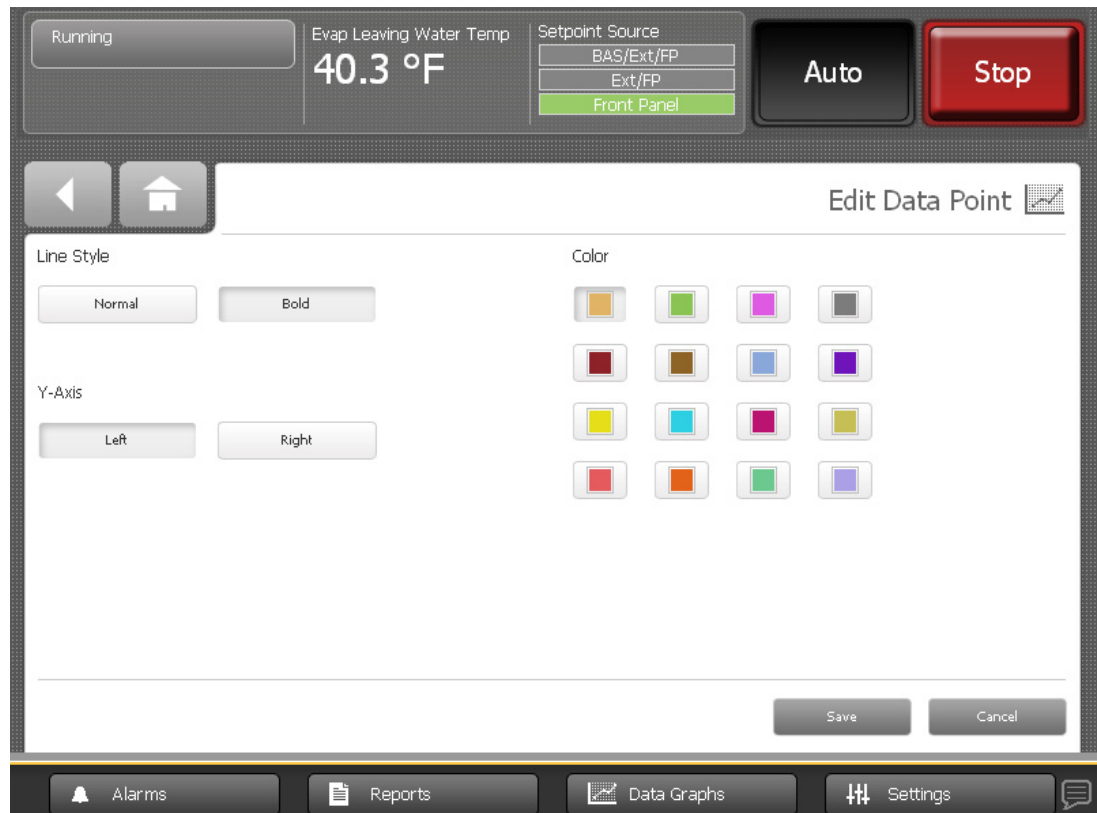 Running
Evap Leaving Water Temp
40.3 °F
Setpoint Source
BAS/Ext/FP
Ext/FP
Front Panel
Auto
Stop
Edit Data Point
Line Style
Normal
Bold
Color
Y-Axis
Left
Right
Save
Cancel
Alarms
Reports
Data Graphs
Settings